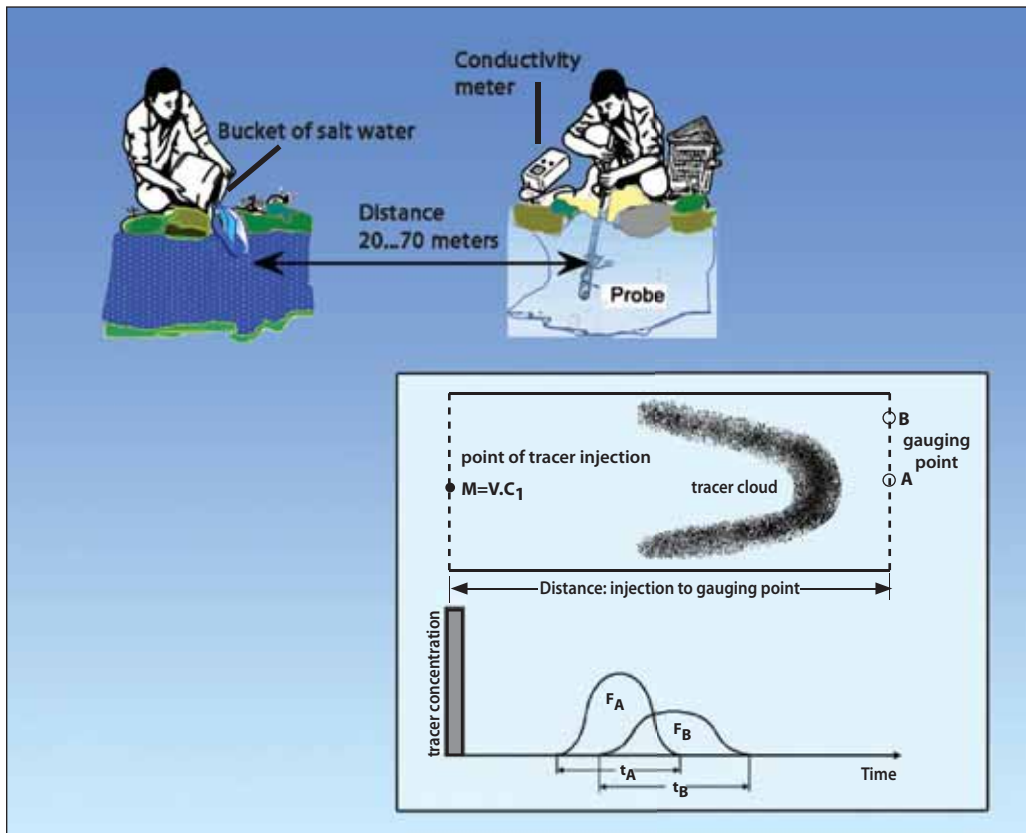 Conductivity
meter
Bucket of salt water
Distance
20...70 meters
Probe
B
gauging
point
point of tracer injection
A
M=V.C1
tracer cloud
Distance: injection to gauging point
tracer concentration
FA
FB
tA
Time
tB